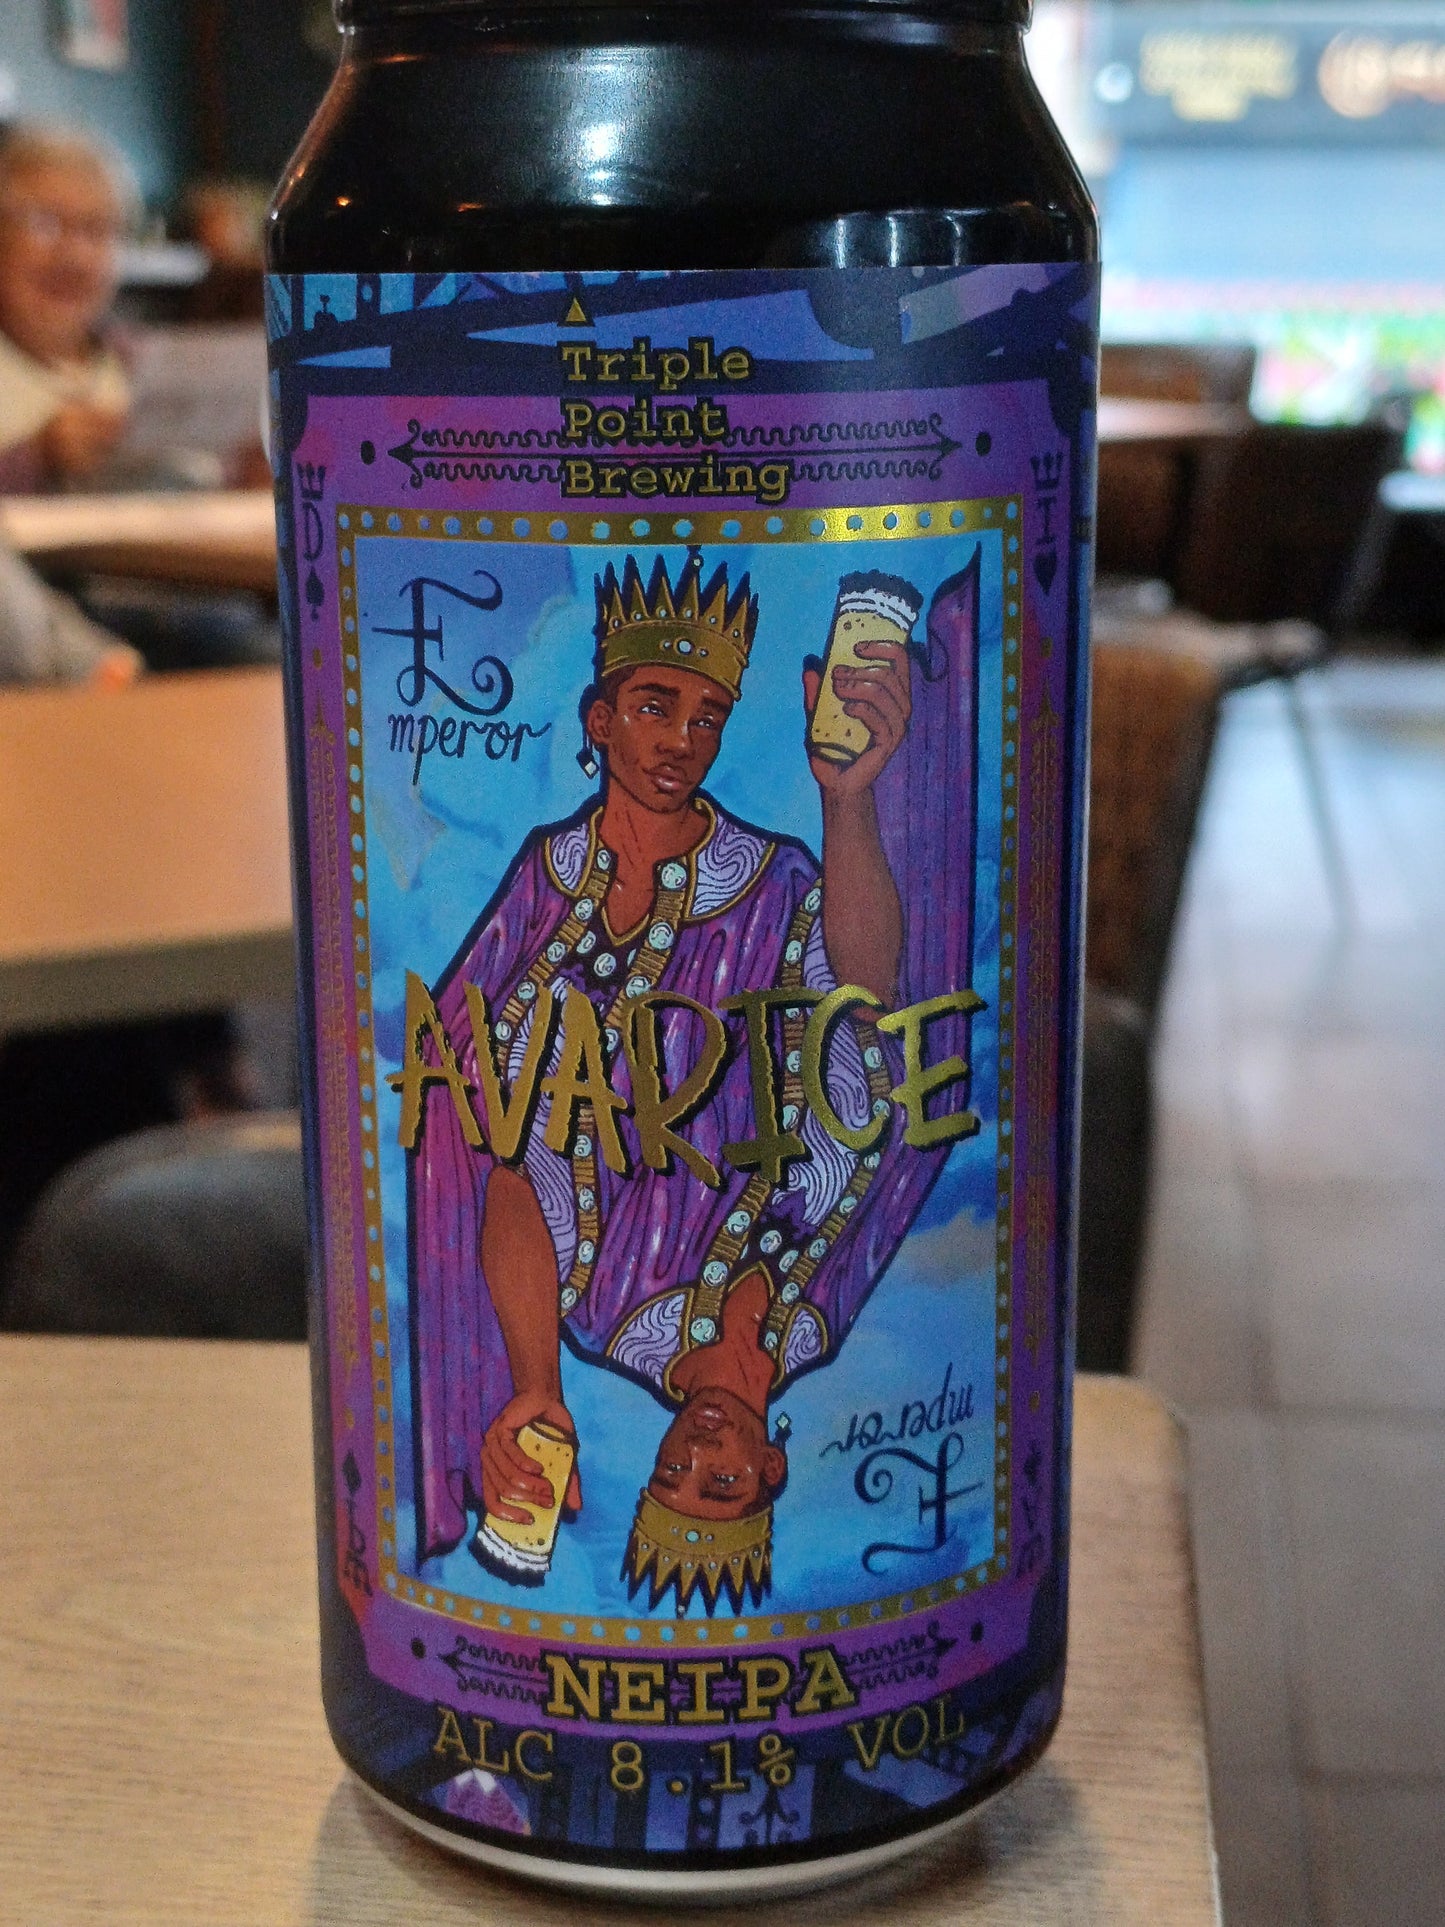 Triple
Point
Brewing
D
I
Emperor
AVARICE
Emperor
NEIPA
ALC 8.1% VOL